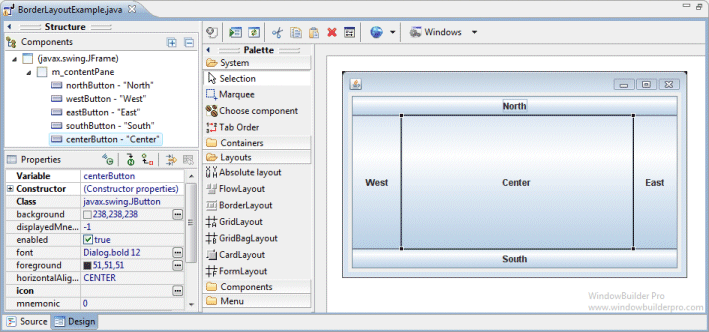 BorderLayoutExample.java
Structure
Components
(javax.swing.JFrame)
m_contentPane
northButton - "North"
westButton - "West"
eastButton - "East"
southButton - "South"
centerButton - "Center"
Properties
Variable centerButton
Constructor (Constructor properties)
Class javax.swing.JButton
background 238,238,238
displayedMne... -1
enabled true
font Dialog.bold 12
foreground 51,51,51
horizontalAlig... CENTER
icon
mnemonic 0
Source Design
Palette
System
Selection
Marquee
Choose component
Tab Order
Containers
Layouts
Absolute layout
FlowLayout
BorderLayout
GridLayout
GridBagLayout
CardLayout
FormLayout
Components
Menu
Windows
North
West Center East
South
WindowBuilder Pro
www.windowbuilderpro.com